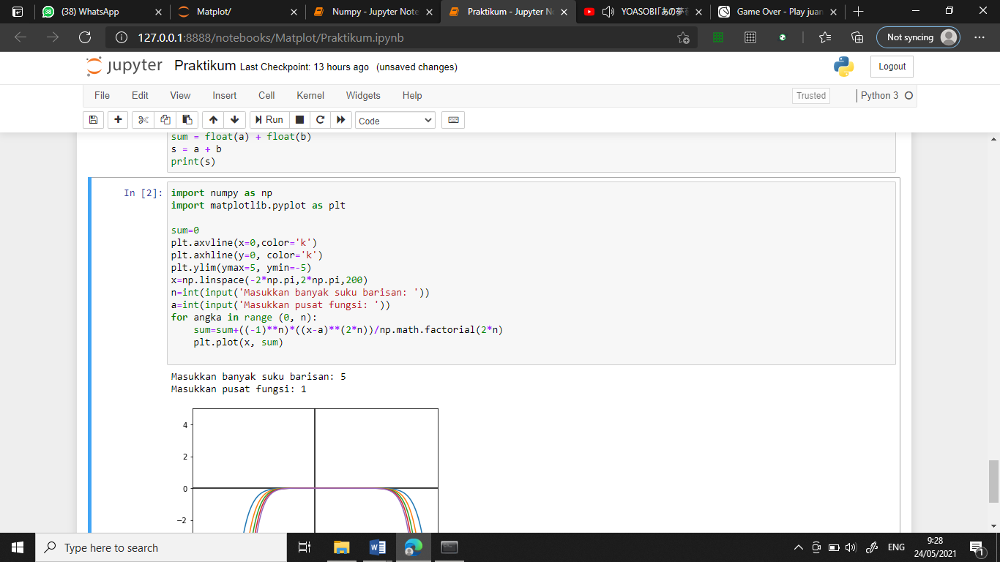 (38) WhatsApp
Matplot/
Numpy - Jupyter Note
Praktikum - Jupyter N
YOASOBI「あの夢を
Game Over - Play juan
127.0.0.1:8888/notebooks/Matplot/Praktikum.ipynb
Not syncing
jupyter Praktikum Last Checkpoint: 13 hours ago (unsaved changes)
Logout
File Edit View Insert Cell Kernel Widgets Help
Trusted
Python 3
Run
Code
sum = float(a) + float(b)
s = a + b
print(s)
In [2]:
import numpy as np
import matplotlib.pyplot as plt
sum=0
plt.axvline(x=0,color='k')
plt.axhline(y=0, color='k')
plt.ylim(ymax=5, ymin=-5)
x=np.linspace(-2*np.pi,2*np.pi,200)
n=int(input('Masukkan banyak suku barisan: '))
a=int(input('Masukkan pusat fungsi: '))
for angka in range (0, n):
    sum=sum+((-1)**n)*((x-a)**(2*n))/np.math.factorial(2*n)
    plt.plot(x, sum)
Masukkan banyak suku barisan: 5
Masukkan pusat fungsi: 1
4
2
0
−2
Type here to search
ENG
9:28
24/05/2021
1